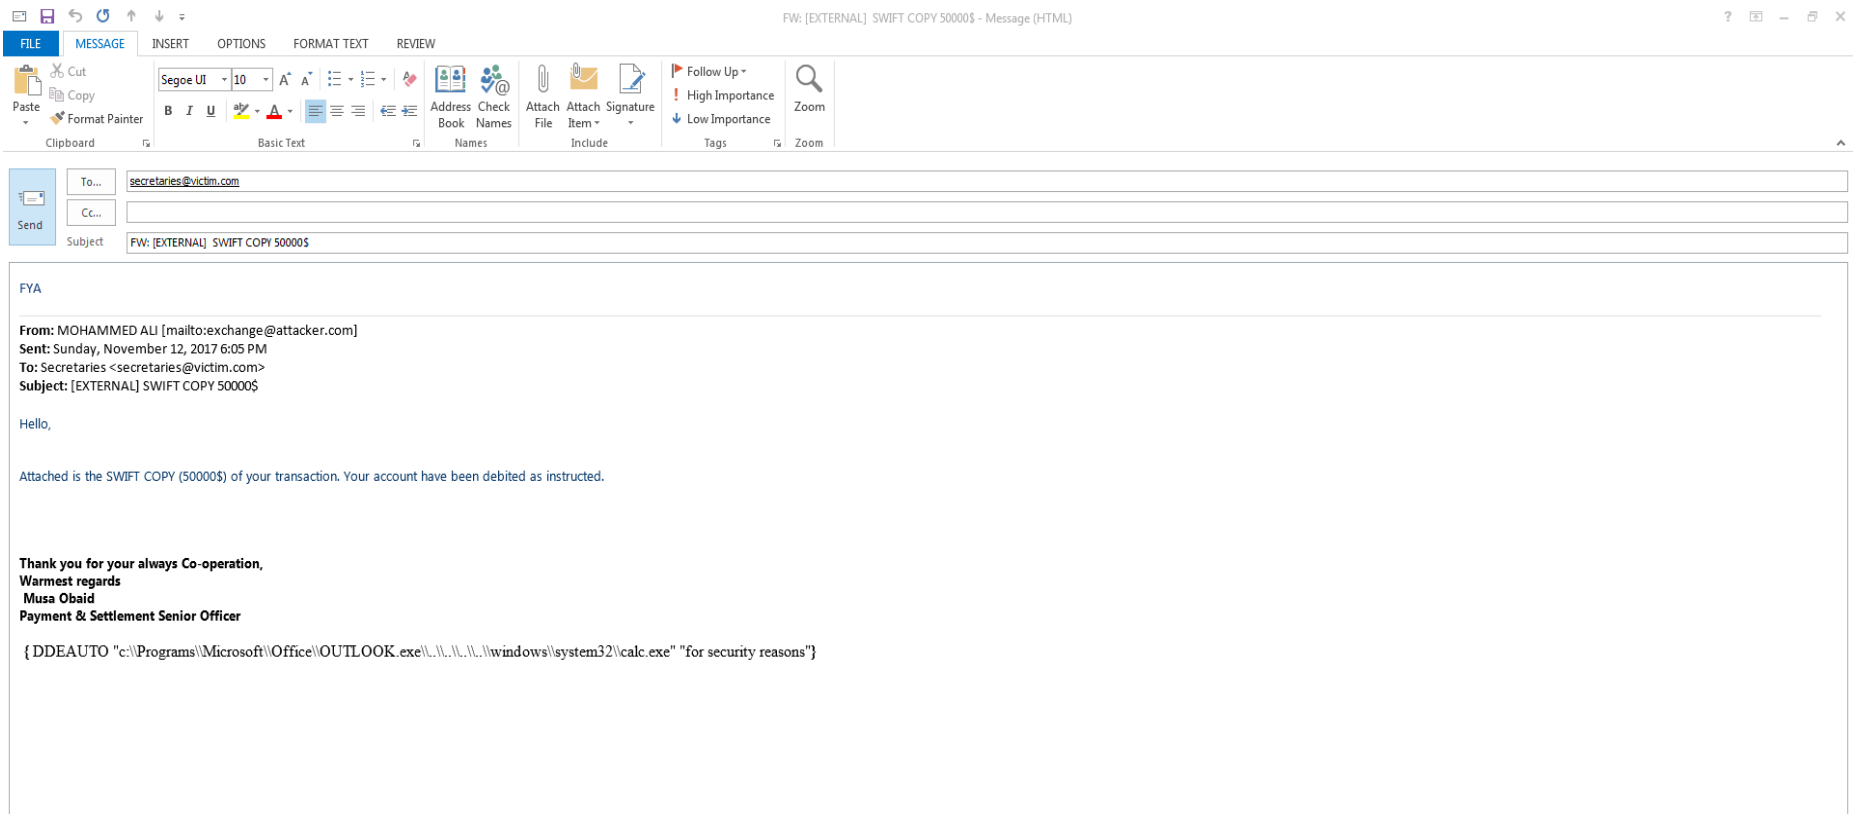 FW: [EXTERNAL]  SWIFT COPY 50000$ - Message (HTML)
?
FILE MESSAGE INSERT OPTIONS FORMAT TEXT REVIEW
Paste
Cut
Copy
Format Painter
Clipboard
Segoe UI 10
B I U
Basic Text
Address Book
Check Names
Names
Attach File
Attach Item
Signature
Include
Follow Up
High Importance
Low Importance
Tags
Zoom
Zoom
Send
To... secretaries@victim.com
Cc...
Subject FW: [EXTERNAL]  SWIFT COPY 50000$
FYA
From: MOHAMMED ALI [mailto:exchange@attacker.com]
Sent: Sunday, November 12, 2017 6:05 PM
To: Secretaries <secretaries@victim.com>
Subject: [EXTERNAL] SWIFT COPY 50000$
Hello,
Attached is the SWIFT COPY (50000$) of your transaction. Your account have been debited as instructed.
Thank you for your always Co-operation,
Warmest regards
Musa Obaid
Payment & Settlement Senior Officer
{ DDEAUTO "c:\\Programs\\Microsoft\\Office\\OUTLOOK.exe\\..\\..\\..\\..\\windows\\system32\\calc.exe" "for security reasons"}